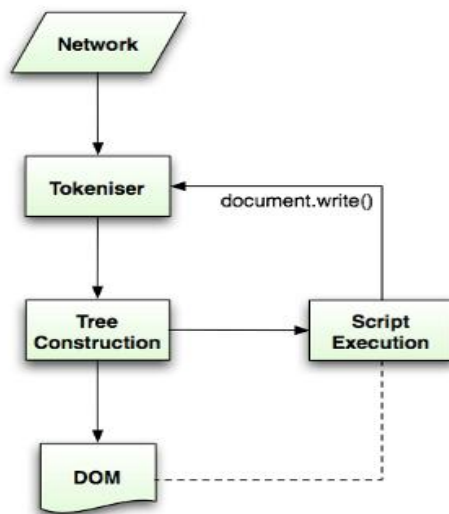 Network
Tokeniser
document.write()
Tree
Construction
Script
Execution
DOM